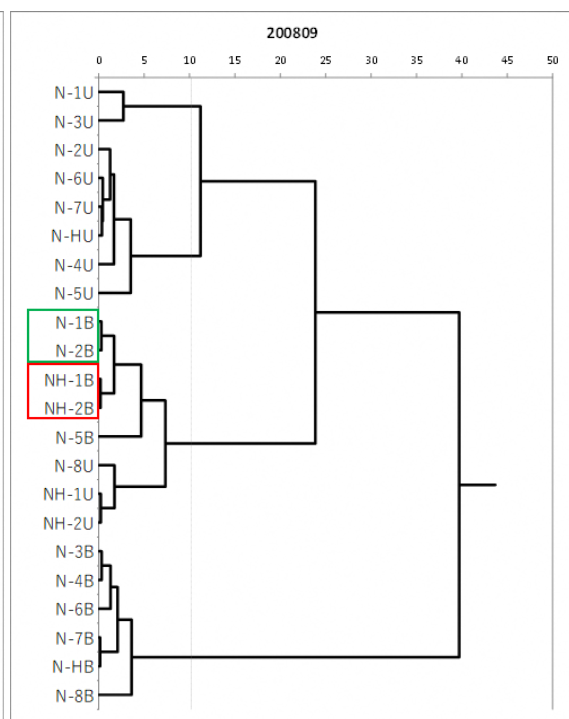 200809
0 5 10 15 20 25 30 35 40 45 50
N-1U
N-3U
N-2U
N-6U
N-7U
N-HU
N-4U
N-5U
N-1B
N-2B
NH-1B
NH-2B
N-5B
N-8U
NH-1U
NH-2U
N-3B
N-4B
N-6B
N-7B
N-HB
N-8B